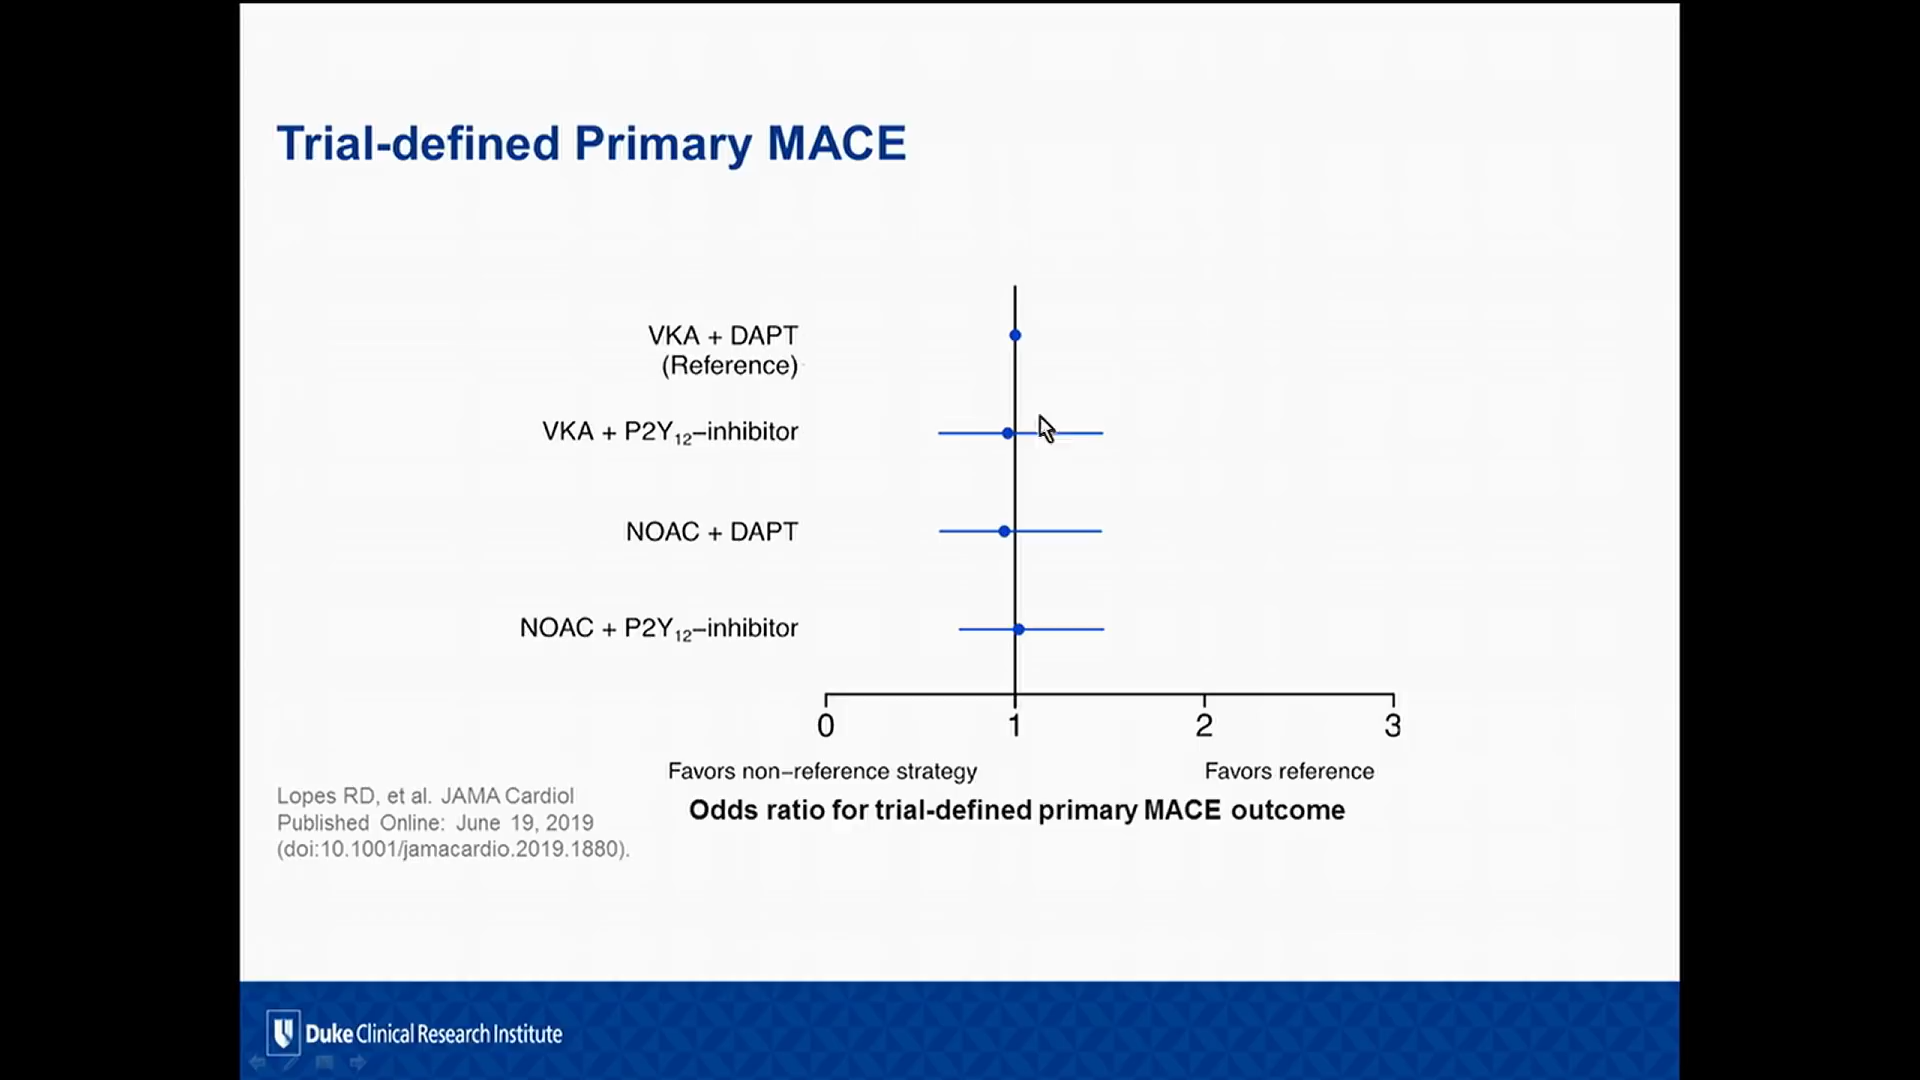 Trial-defined Primary MACE
VKA + DAPT
(Reference)
VKA + P2Y₁₂–inhibitor
NOAC + DAPT
NOAC + P2Y₁₂–inhibitor
0 1 2 3
Favors non–reference strategy Favors reference
Odds ratio for trial-defined primary MACE outcome
Lopes RD, et al. JAMA Cardiol
Published Online: June 19, 2019
(doi:10.1001/jamacardio.2019.1880).
Duke Clinical Research Institute